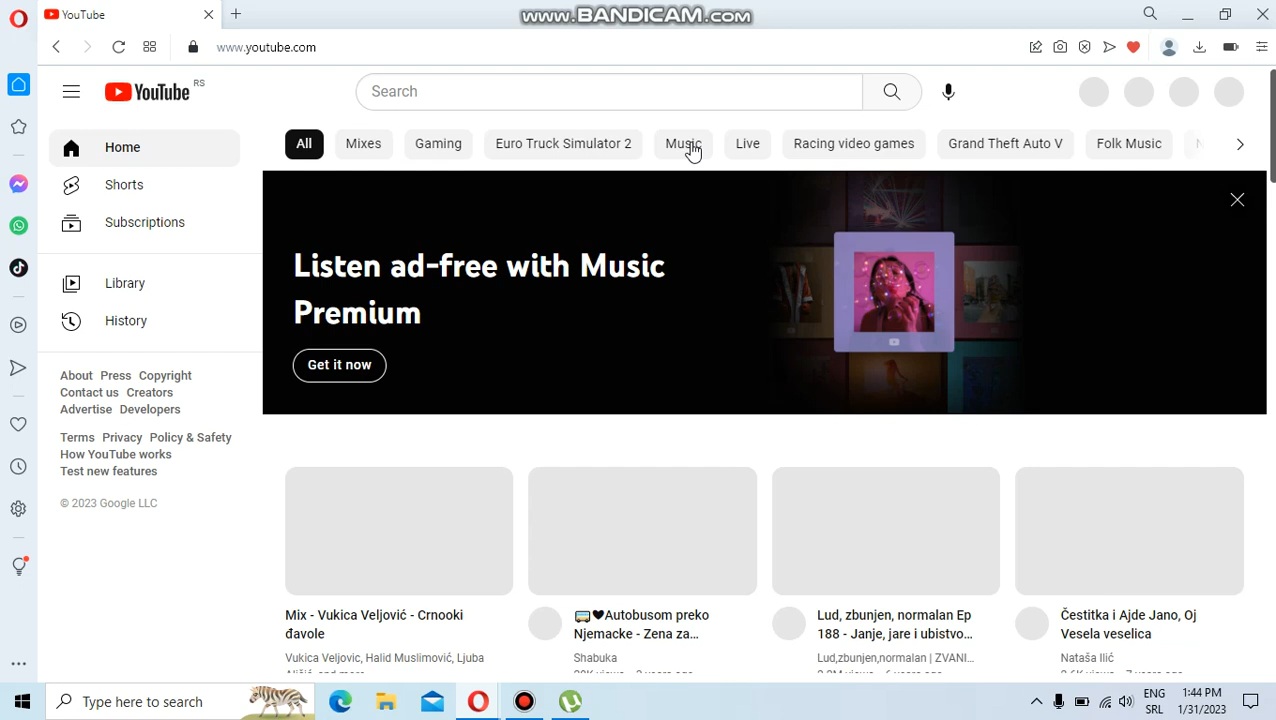 YouTube
www.BANDICAM.com
www.youtube.com
YouTube RS
Search
Home
Shorts
Subscriptions
Library
History
About Press Copyright
Contact us Creators
Advertise Developers
Terms Privacy Policy & Safety
How YouTube works
Test new features
© 2023 Google LLC
All Mixes Gaming Euro Truck Simulator 2 Music Live Racing video games Grand Theft Auto V Folk Music
Listen ad-free with Music
Premium
Get it now
Mix - Vukica Veljović - Crnooki
đavole
Vukica Veljovic, Halid Muslimović, Ljuba
Autobusom preko
Njemacke - Zena za...
Shabuka
Lud, zbunjen, normalan Ep
188 - Janje, jare i ubistvo...
Lud,zbunjen,normalan | ZVANI...
Čestitka i Ajde Jano, Oj
Vesela veselica
Nataša Ilić
Type here to search
ENG
SRL
1:44 PM
1/31/2023